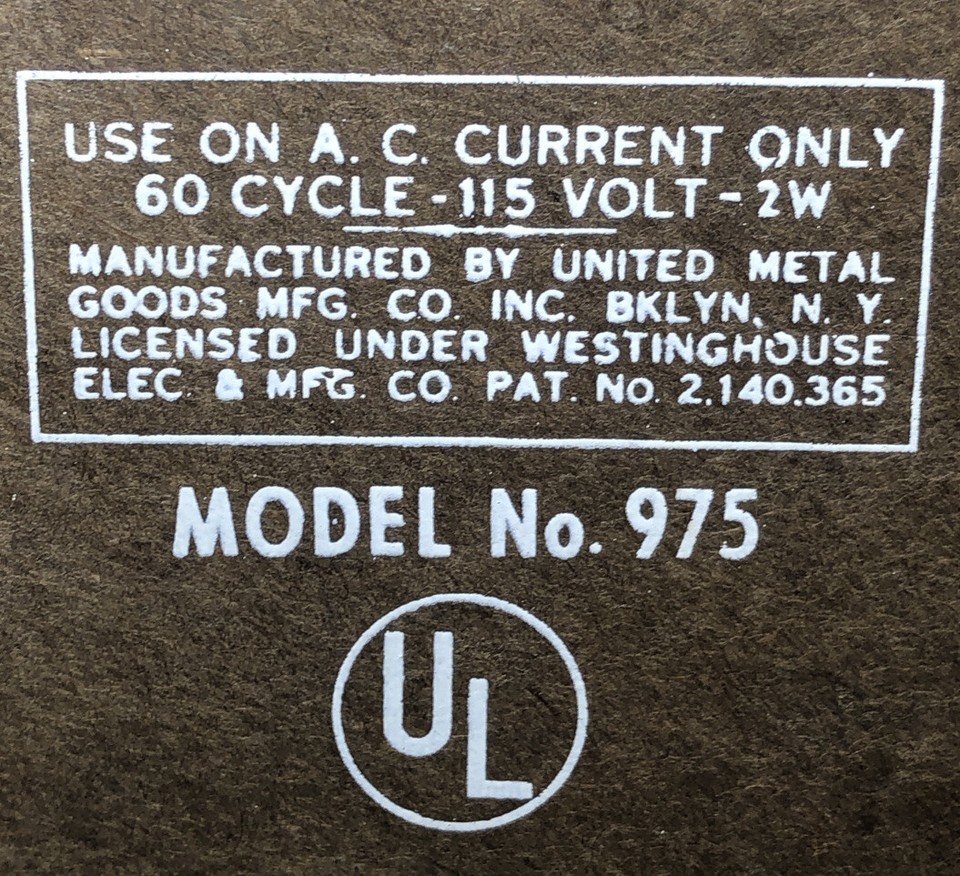 USE ON A. C. CURRENT ONLY
60 CYCLE - 115 VOLT - 2W
MANUFACTURED BY UNITED METAL
GOODS MFG. CO. INC. BKLYN, N. Y.
LICENSED UNDER WESTINGHOUSE
ELEC. & MFG. CO. PAT. No. 2.140.365
MODEL No. 975
UL